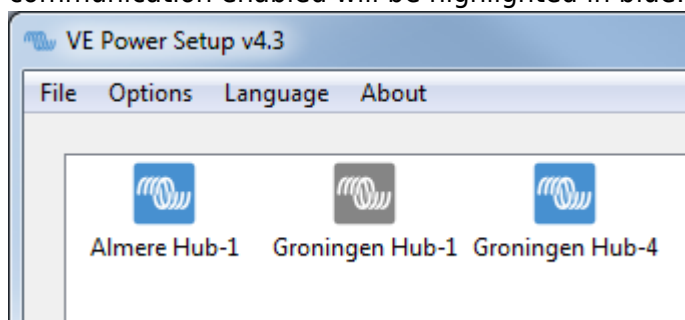 communication enabled will be highlighted in blue.
VE Power Setup v4.3
File Options Language About
Almere Hub-1 Groningen Hub-1 Groningen Hub-4